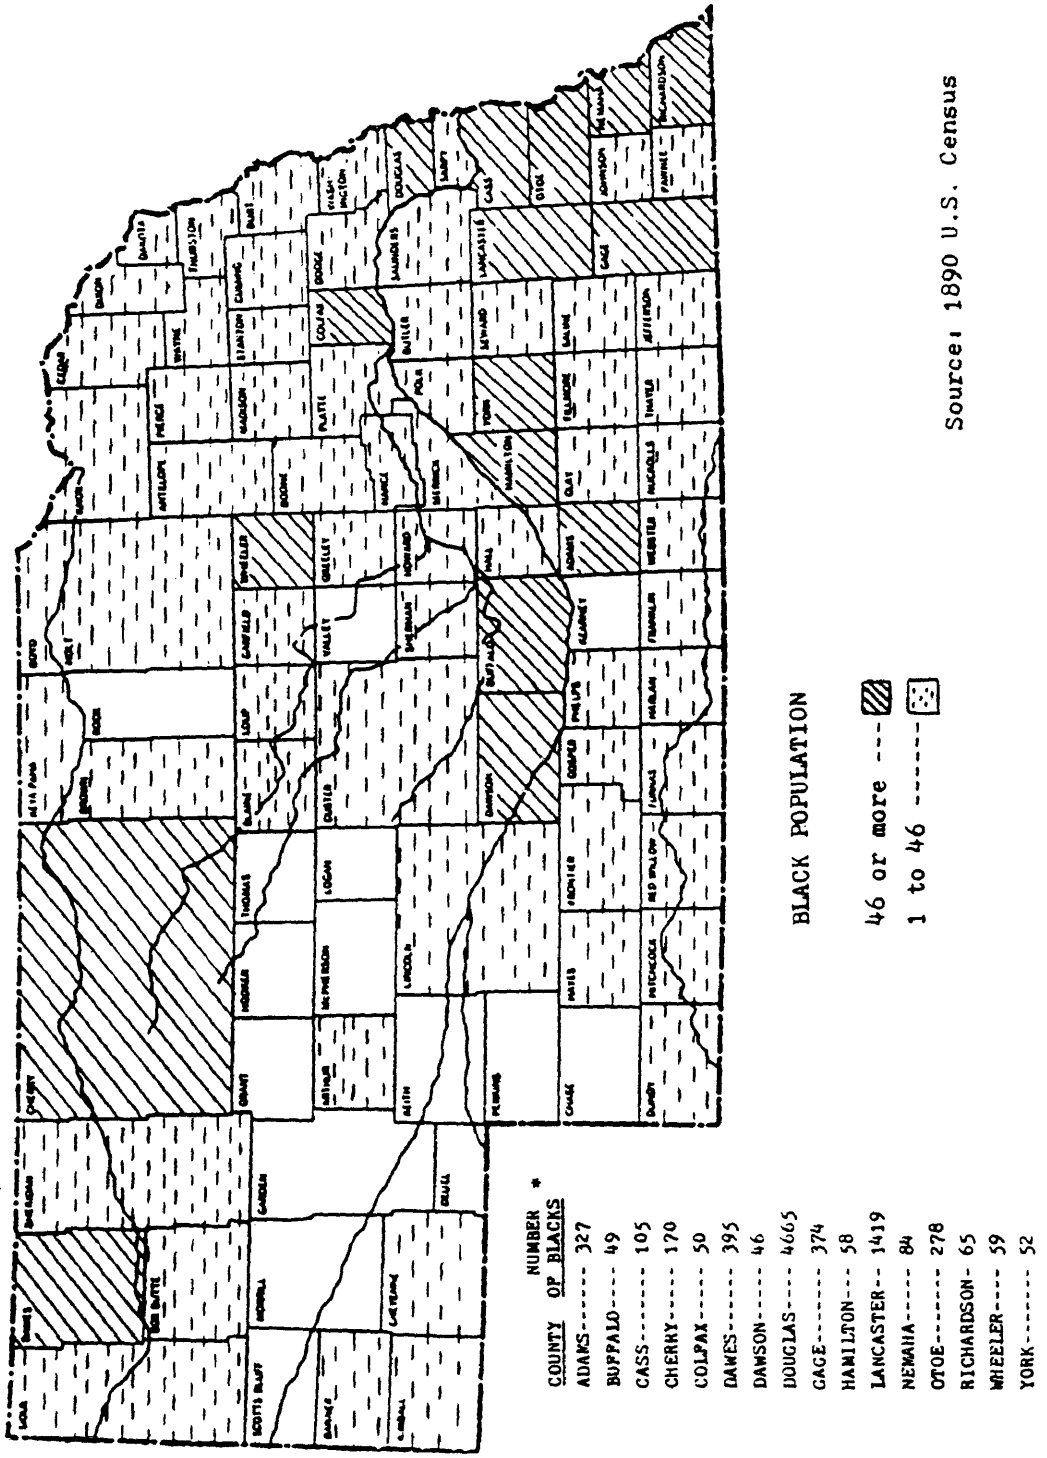 SIOUX
DAWES
BOX BUTTE
SHERIDAN
SCOTTS BLUFF
BANNER
KIMBALL
MORRILL
CHEYENNE
GARDEN
DEUEL
CHERRY
GRANT
HOOKER
THOMAS
ARTHUR
McPHERSON
LOGAN
KEITH
LINCOLN
PERKINS
CHASE
HAYES
FRONTIER
DUNDY
HITCHCOCK
RED WILLOW
KEYA PAHA
BROWN
ROCK
BOYD
HOLT
BLAINE
LOUP
GARFIELD
WHEELER
CUSTER
VALLEY
GREELEY
SHERMAN
HOWARD
DAWSON
BUFFALO
HALL
GOSPER
PHELPS
KEARNEY
ADAMS
FURNAS
HARLAN
FRANKLIN
WEBSTER
KNOX
ANTELOPE
PIERCE
BOONE
MADISON
NANCE
PLATTE
MERRICK
POLK
HAMILTON
YORK
CLAY
FILLMORE
NUCKOLLS
THAYER
CEDAR
DIXON
DAKOTA
WAYNE
THURSTON
STANTON
CUMING
BURT
COLFAX
DODGE
WASH-
INGTON
BUTLER
SAUNDERS
DOUGLAS
SARPY
SEWARD
LANCASTER
CASS
OTOE
SALINE
JEFFERSON
GAGE
JOHNSON
NEMAHA
PAWNEE
RICHARDSON
NUMBER *
COUNTY OF BLACKS
ADAMS------ 327
BUFFALO---- 49
CASS------- 105
CHERRY----- 170
COLFAX----- 50
DAWES------ 395
DAWSON----- 46
DOUGLAS---- 4665
GAGE------- 374
HAMILTON--- 58
LANCASTER-- 1419
NEMAHA----- 84
OTOE------- 278
RICHARDSON- 65
WHEELER---- 59
YORK------- 52
BLACK POPULATION
46 or more ----
1 to 46 -------
Source: 1890 U.S. Census